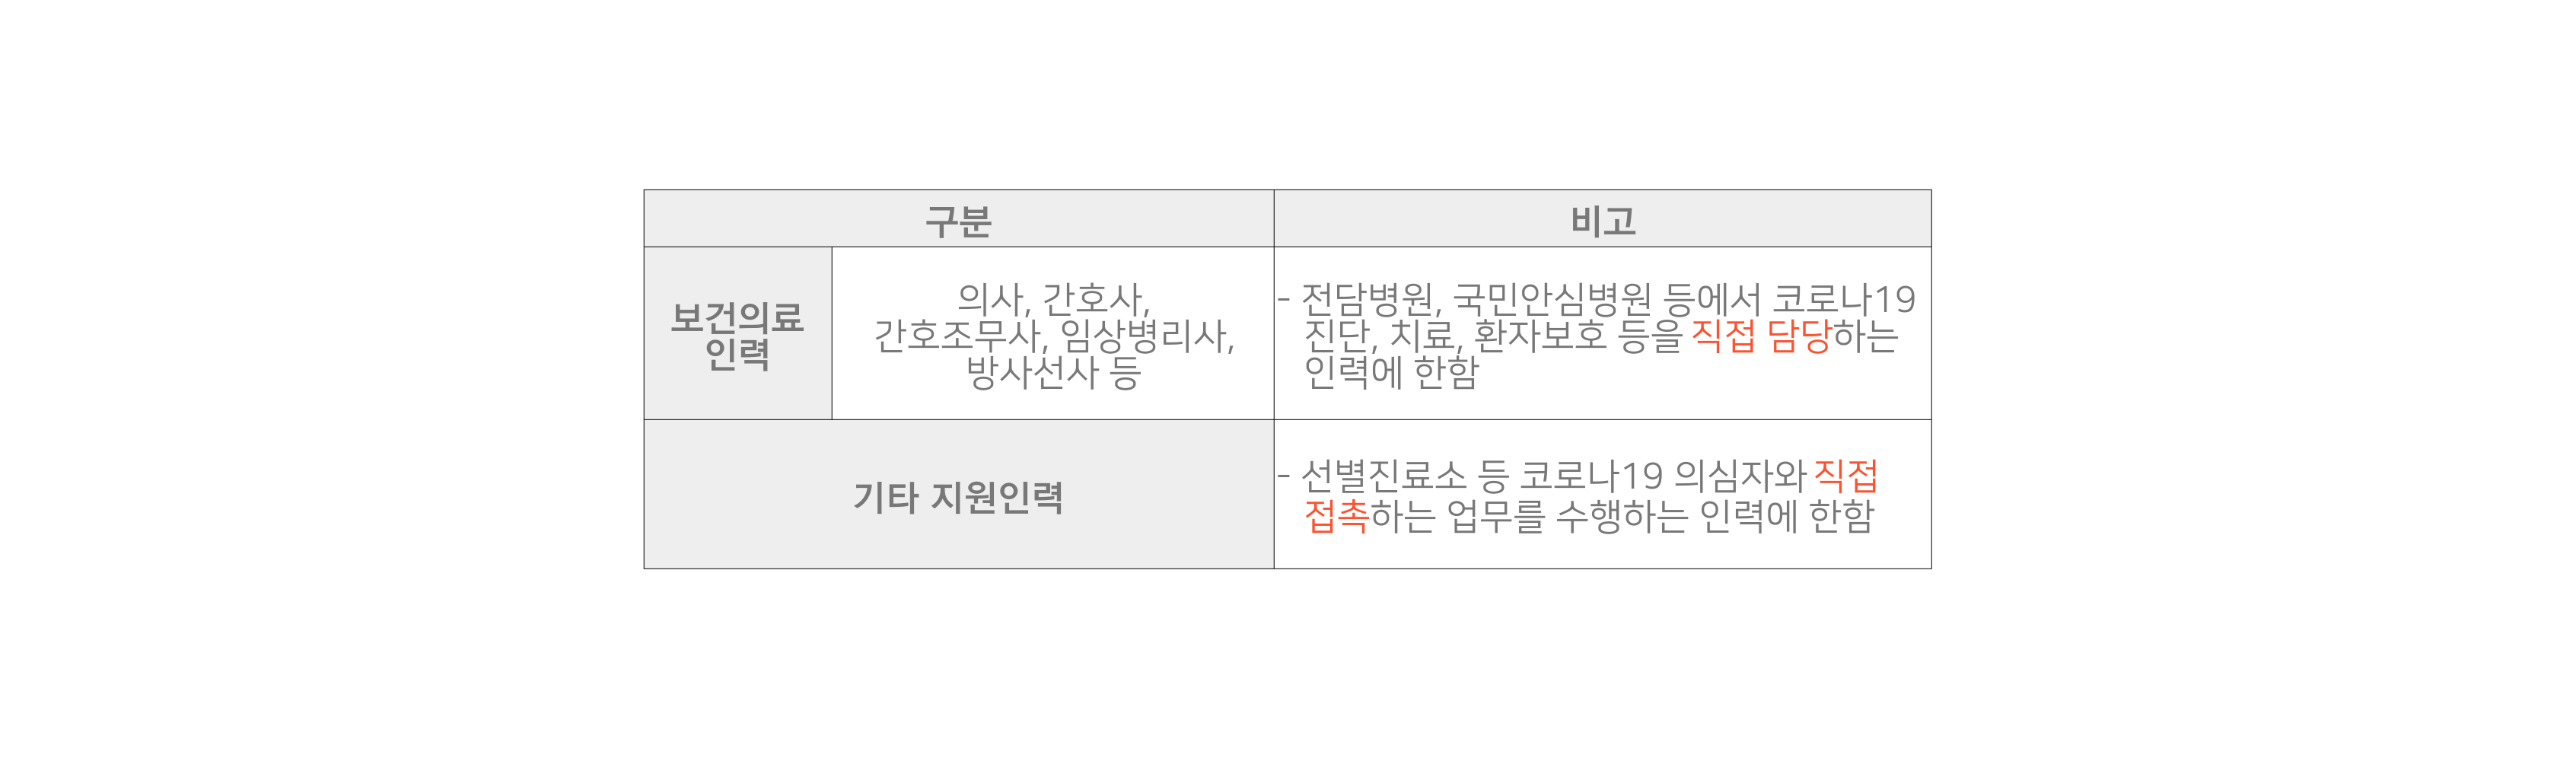 구분
비고
보건의료
인력
의사, 간호사,
간호조무사, 임상병리사,
방사선사 등
- 전담병원, 국민안심병원 등에서 코로나19
진단, 치료, 환자보호 등을 직접 담당하는
인력에 한함
기타 지원인력
- 선별진료소 등 코로나19 의심자와 직접
접촉하는 업무를 수행하는 인력에 한함